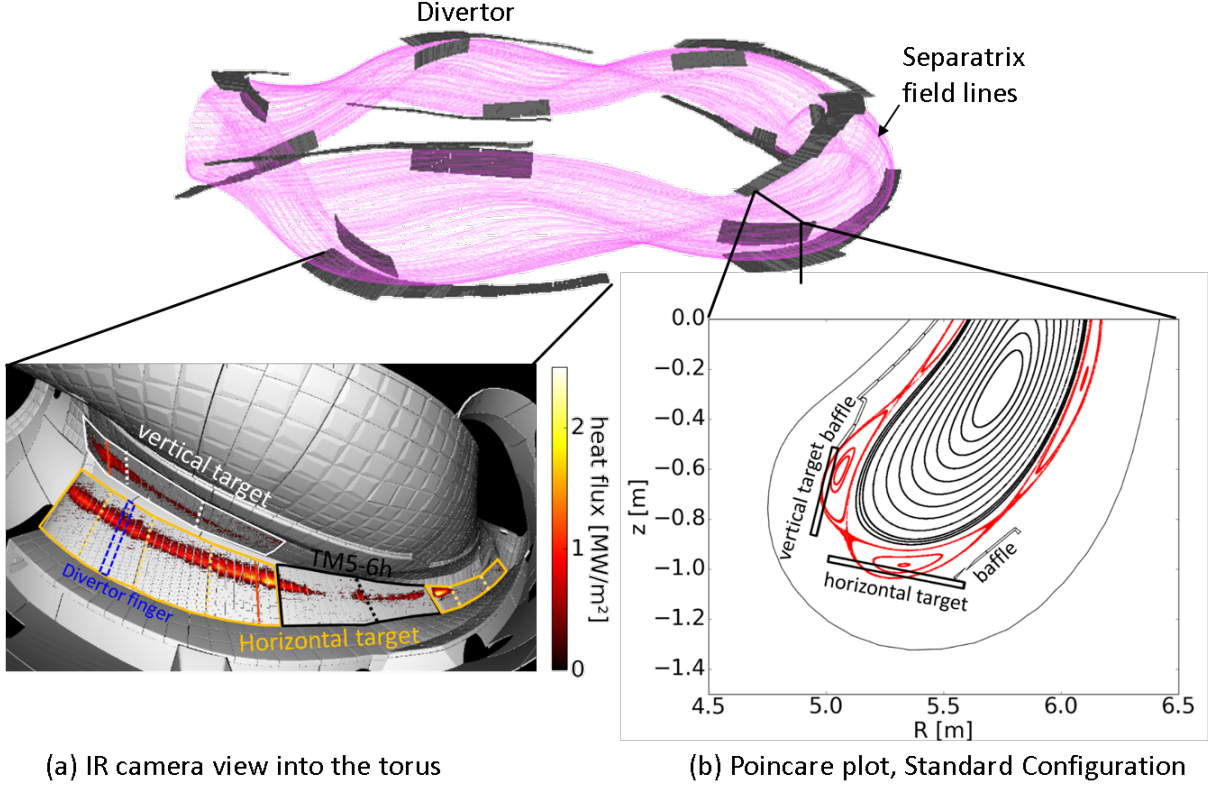 Divertor
Separatrix
field lines
vertical target
TM5-6h
Divertor finger
Horizontal target
2
1
0
heat flux [MW/m²]
0.0
−0.2
−0.4
−0.6
−0.8
−1.0
−1.2
−1.4
z [m]
baffle
vertical target
horizontal target
baffle
4.5 5.0 5.5 6.0 6.5
R [m]
(a) IR camera view into the torus
(b) Poincare plot, Standard Configuration